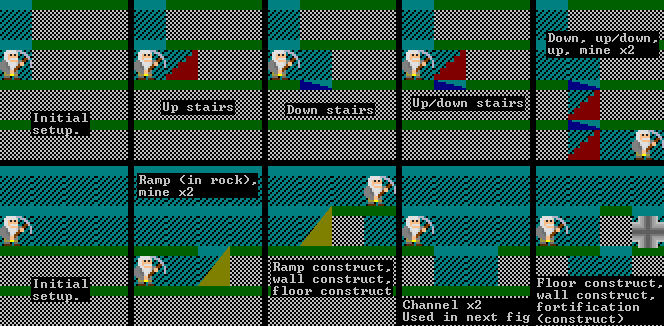 Initial
setup.
Up stairs
Down stairs
Up/down stairs
Down, up/down,
up, mine x2
Initial
setup.
Ramp (in rock),
mine x2
Ramp construct,
wall construct,
floor construct
Channel x2
Used in next fig
Floor construct,
wall construct,
fortification
(construct)